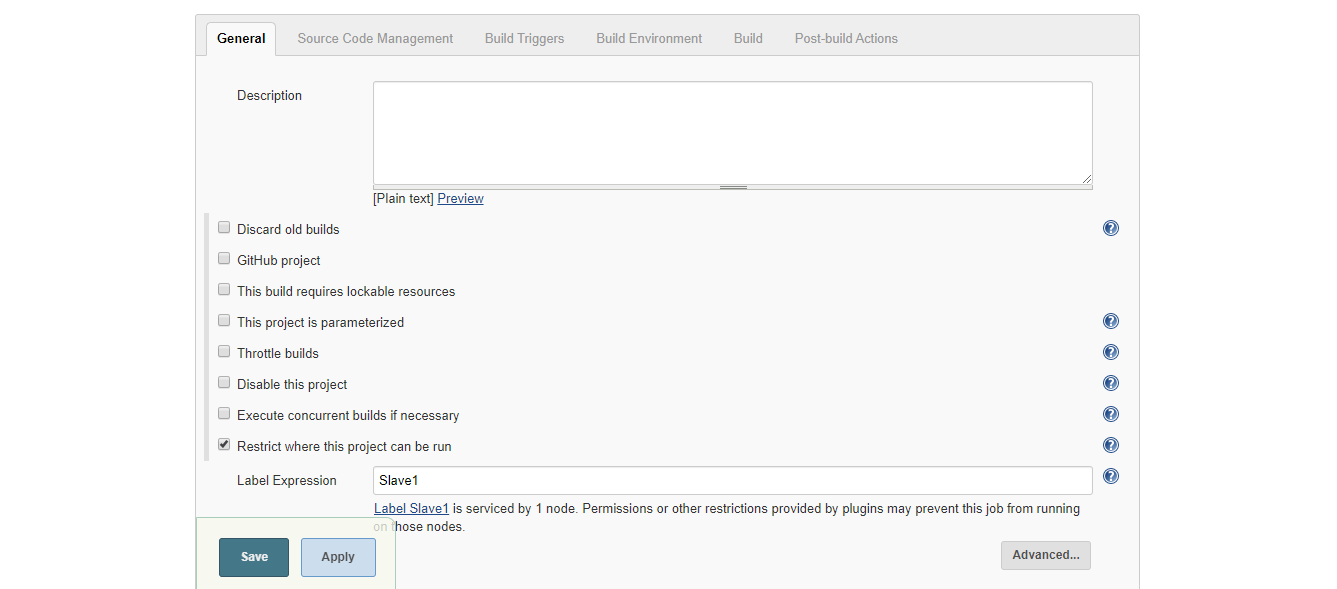 General Source Code Management Build Triggers Build Environment Build Post-build Actions
Description
[Plain text] Preview
Discard old builds
GitHub project
This build requires lockable resources
This project is parameterized
Throttle builds
Disable this project
Execute concurrent builds if necessary
Restrict where this project can be run
Label Expression Slave1
Label Slave1 is serviced by 1 node. Permissions or other restrictions provided by plugins may prevent this job from running
on those nodes.
Save Apply Advanced...